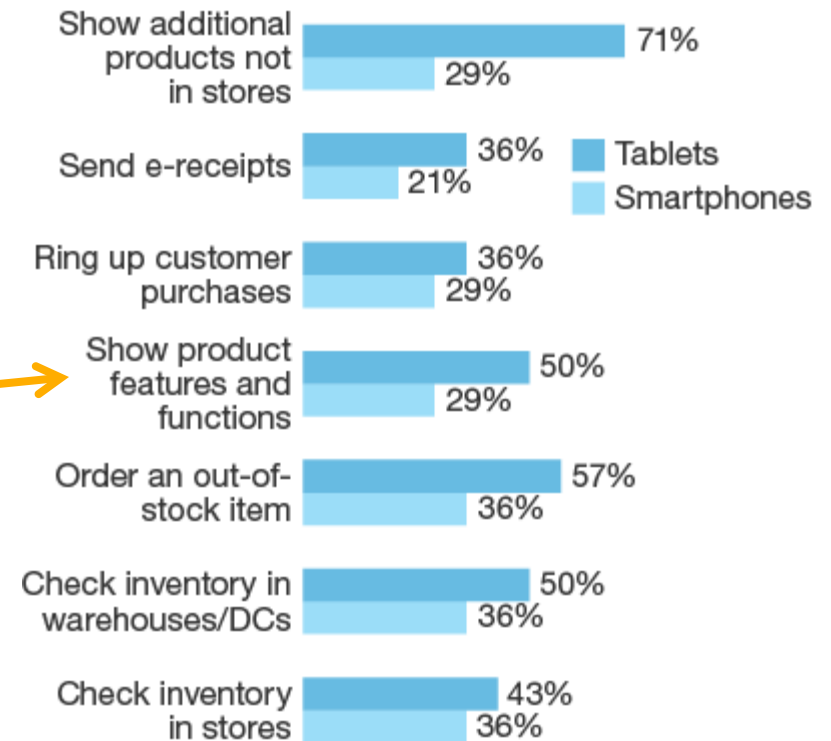 Show additional
products not
in stores
71%
29%
Send e-receipts
36%
21%
Tablets
Smartphones
Ring up customer
purchases
36%
29%
Show product
features and
functions
50%
29%
Order an out-of-
stock item
57%
36%
Check inventory in
warehouses/DCs
50%
36%
Check inventory
in stores
43%
36%